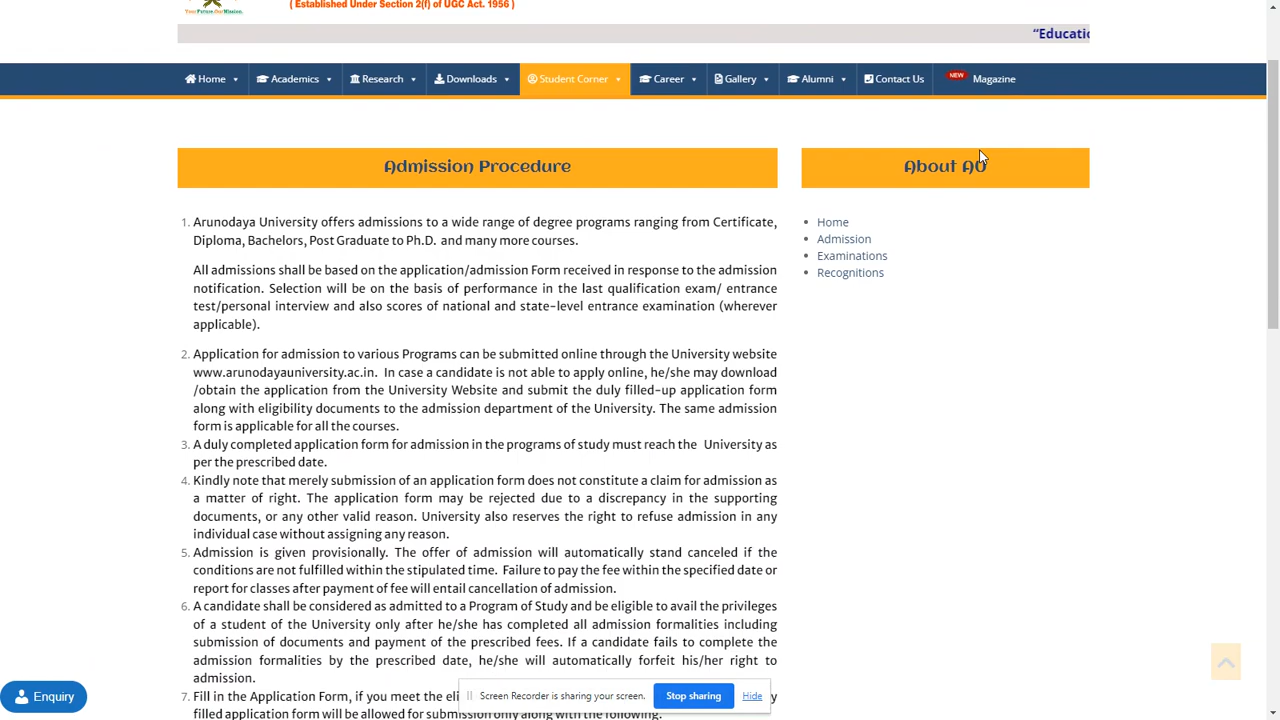 Your Future Our Mission.
( Established Under Section 2(f) of UGC Act. 1956 )
“Educatio
Home
Academics
Research
Downloads
Student Corner
Career
Gallery
Alumni
Contact Us
NEW
Magazine
Admission Procedure
1. Arunodaya University offers admissions to a wide range of degree programs ranging from Certificate,
Diploma, Bachelors, Post Graduate to Ph.D. and many more courses.
All admissions shall be based on the application/admission Form received in response to the admission
notification. Selection will be on the basis of performance in the last qualification exam/ entrance
test/personal interview and also scores of national and state-level entrance examination (wherever
applicable).
2. Application for admission to various Programs can be submitted online through the University website
www.arunodayauniversity.ac.in. In case a candidate is not able to apply online, he/she may download
/obtain the application from the University Website and submit the duly filled-up application form
along with eligibility documents to the admission department of the University. The same admission
form is applicable for all the courses.
3. A duly completed application form for admission in the programs of study must reach the University as
per the prescribed date.
4. Kindly note that merely submission of an application form does not constitute a claim for admission as
a matter of right. The application form may be rejected due to a discrepancy in the supporting
documents, or any other valid reason. University also reserves the right to refuse admission in any
individual case without assigning any reason.
5. Admission is given provisionally. The offer of admission will automatically stand canceled if the
conditions are not fulfilled within the stipulated time. Failure to pay the fee within the specified date or
report for classes after payment of fee will entail cancellation of admission.
6. A candidate shall be considered as admitted to a Program of Study and be eligible to avail the privileges
of a student of the University only after he/she has completed all admission formalities including
submission of documents and payment of the prescribed fees. If a candidate fails to complete the
admission formalities by the prescribed date, he/she will automatically forfeit his/her right to
admission.
7. Fill in the Application Form, if you meet the eli
filled application form will be allowed for submission only along with the following:
About AU
Home
Admission
Examinations
Recognitions
Enquiry
Screen Recorder is sharing your screen.
Stop sharing
Hide